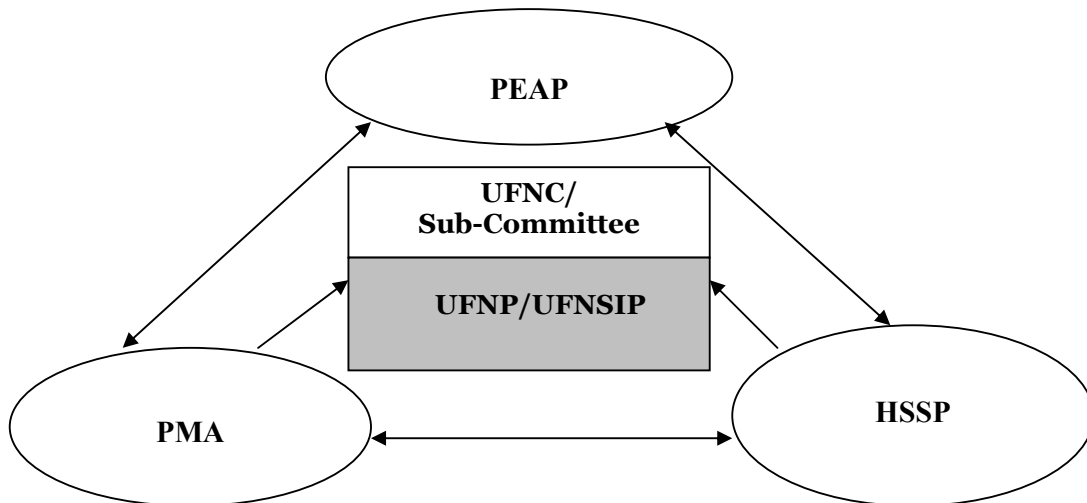 PEAP
UFNC/
Sub-Committee
UFNP/UFNSIP
PMA
HSSP